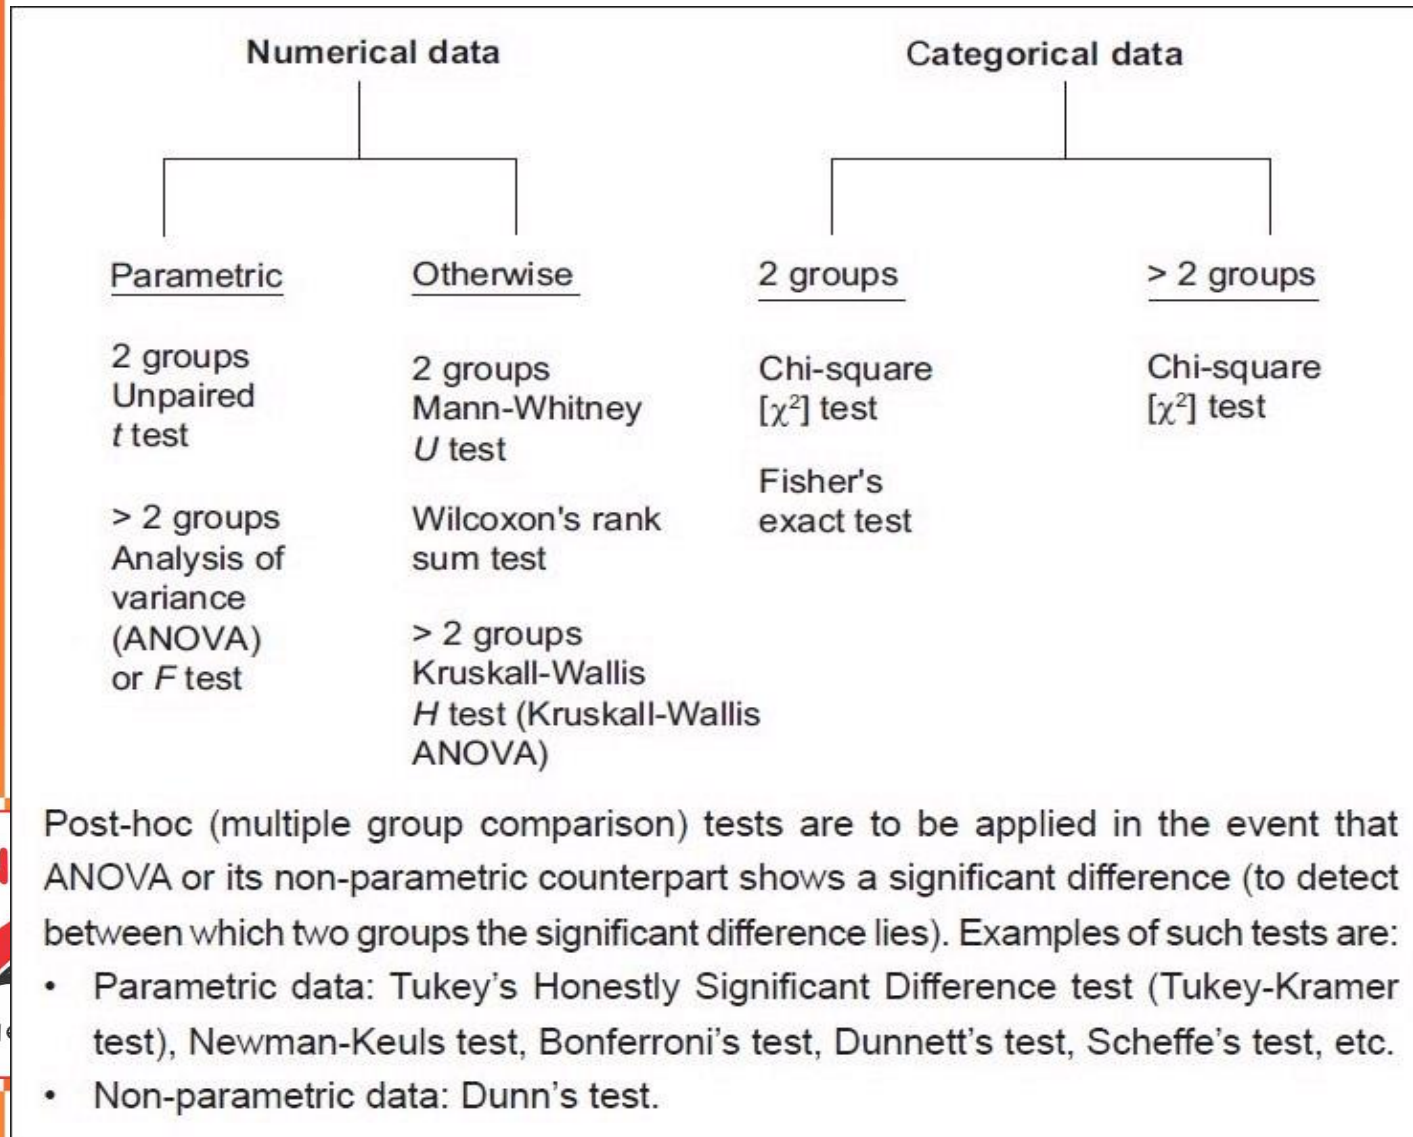 Numerical data
Categorical data
Parametric
Otherwise
2 groups
> 2 groups
2 groups
Unpaired
t test
> 2 groups
Analysis of
variance
(ANOVA)
or F test
2 groups
Mann-Whitney
U test
Wilcoxon's rank
sum test
> 2 groups
Kruskall-Wallis
H test (Kruskall-Wallis
ANOVA)
Chi-square
[χ²] test
Fisher's
exact test
Chi-square
[χ²] test
Post-hoc (multiple group comparison) tests are to be applied in the event that
ANOVA or its non-parametric counterpart shows a significant difference (to detect
between which two groups the significant difference lies). Examples of such tests are:
• Parametric data: Tukey’s Honestly Significant Difference test (Tukey-Kramer
test), Newman-Keuls test, Bonferroni’s test, Dunnett’s test, Scheffe’s test, etc.
• Non-parametric data: Dunn’s test.